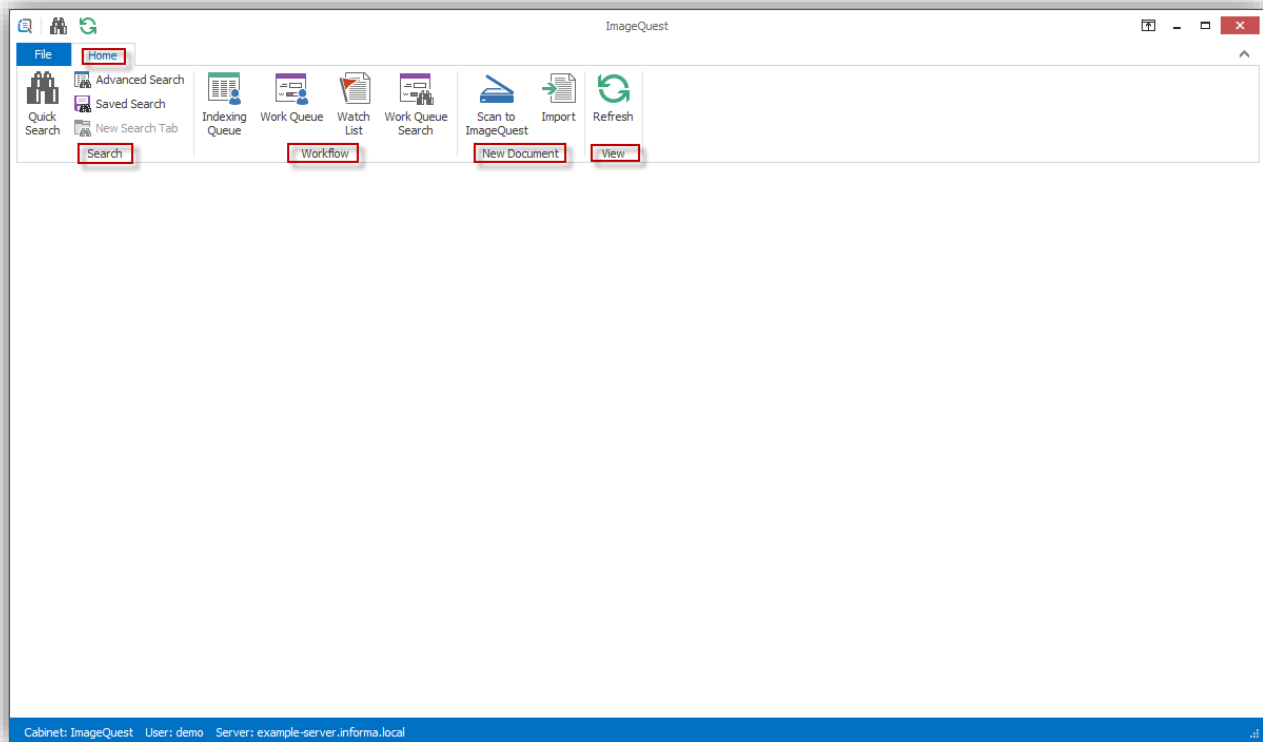 ImageQuest
File Home
Quick Search
Advanced Search
Saved Search
New Search Tab
Indexing Queue
Work Queue
Watch List
Work Queue Search
Scan to ImageQuest
Import
Refresh
Search Workflow New Document View
Cabinet: ImageQuest User: demo Server: example-server.informa.local